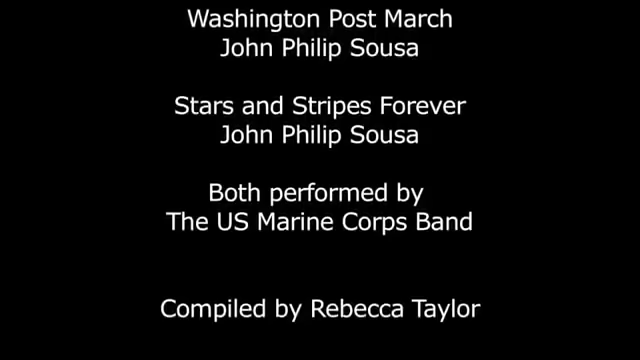 Washington Post March
John Philip Sousa
Stars and Stripes Forever
John Philip Sousa
Both performed by
The US Marine Corps Band
Compiled by Rebecca Taylor